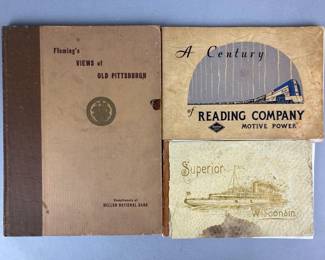 Fleming's
VIEWS of
OLD PITTSBURGH
Compliments of
MELLON NATIONAL BANK
A Century
of READING COMPANY
MOTIVE POWER
Superior
Wisconsin